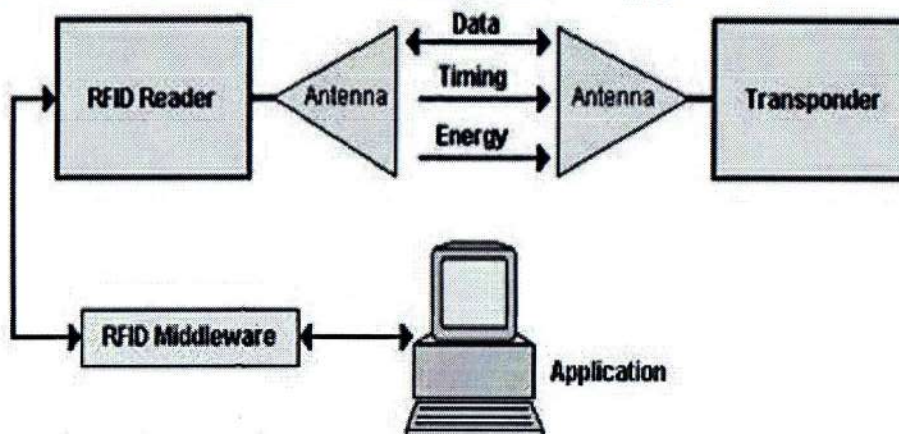 Data
RFID Reader
Antenna
Timing
Antenna
Transponder
Energy
RFID Middleware
Application